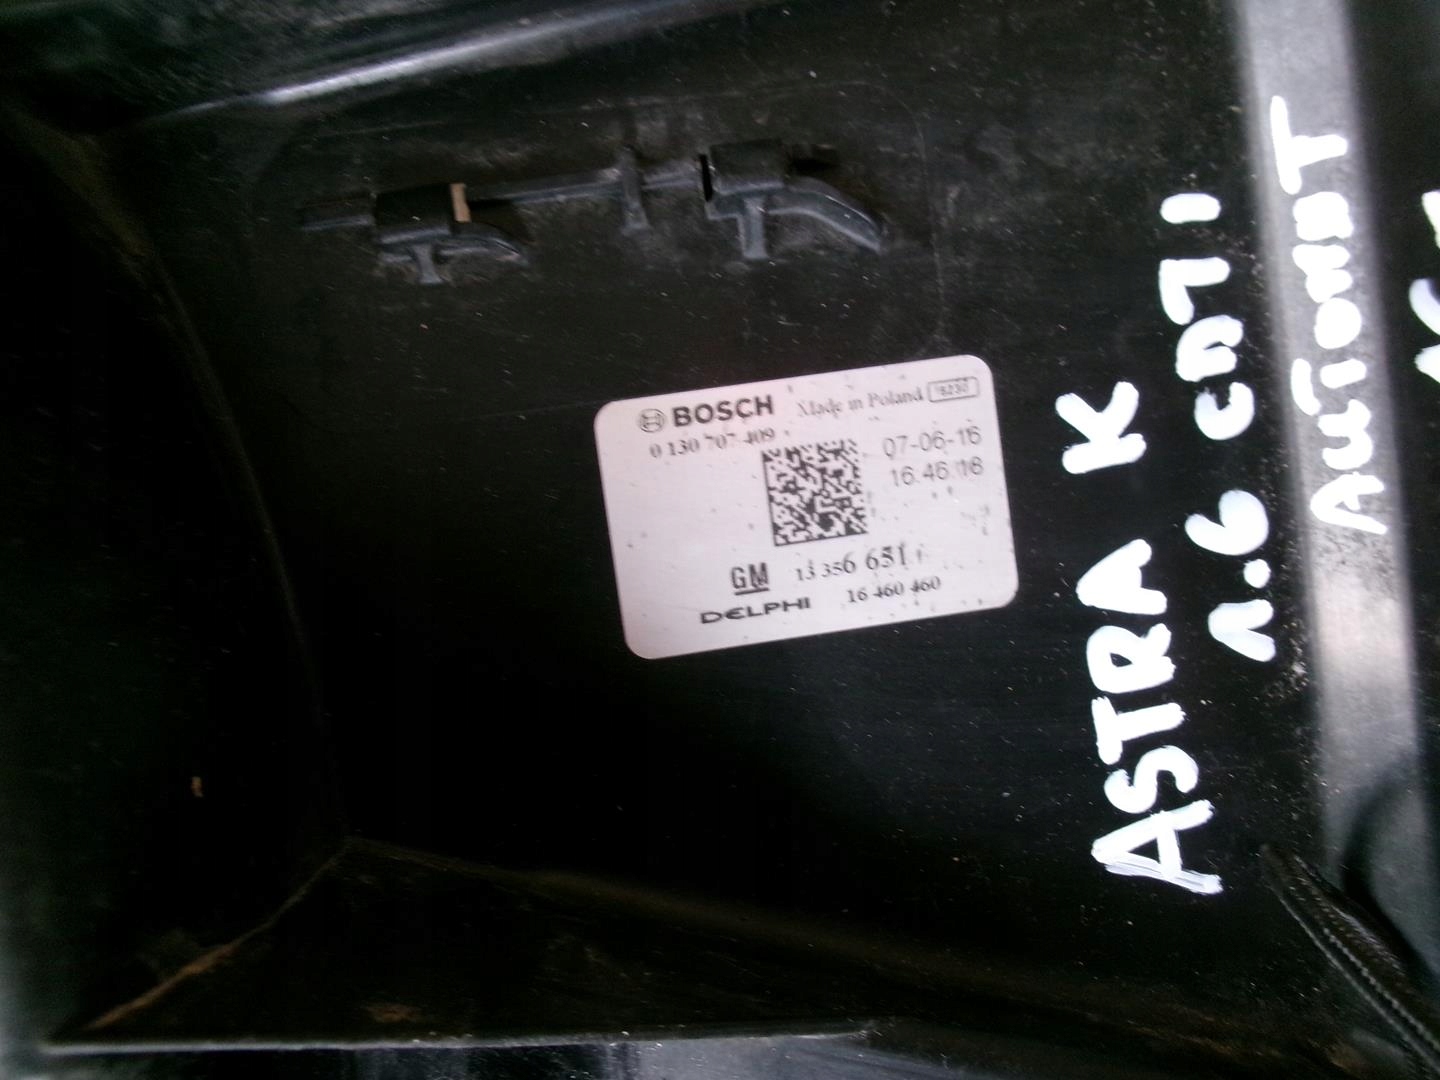 BOSCH Made in Poland
0 130 707 409
07-06-16
16.46.18
GM 13 356 651
DELPHI 16 460 460
ASTRA K
1.6 CDTI
AUTOMAT